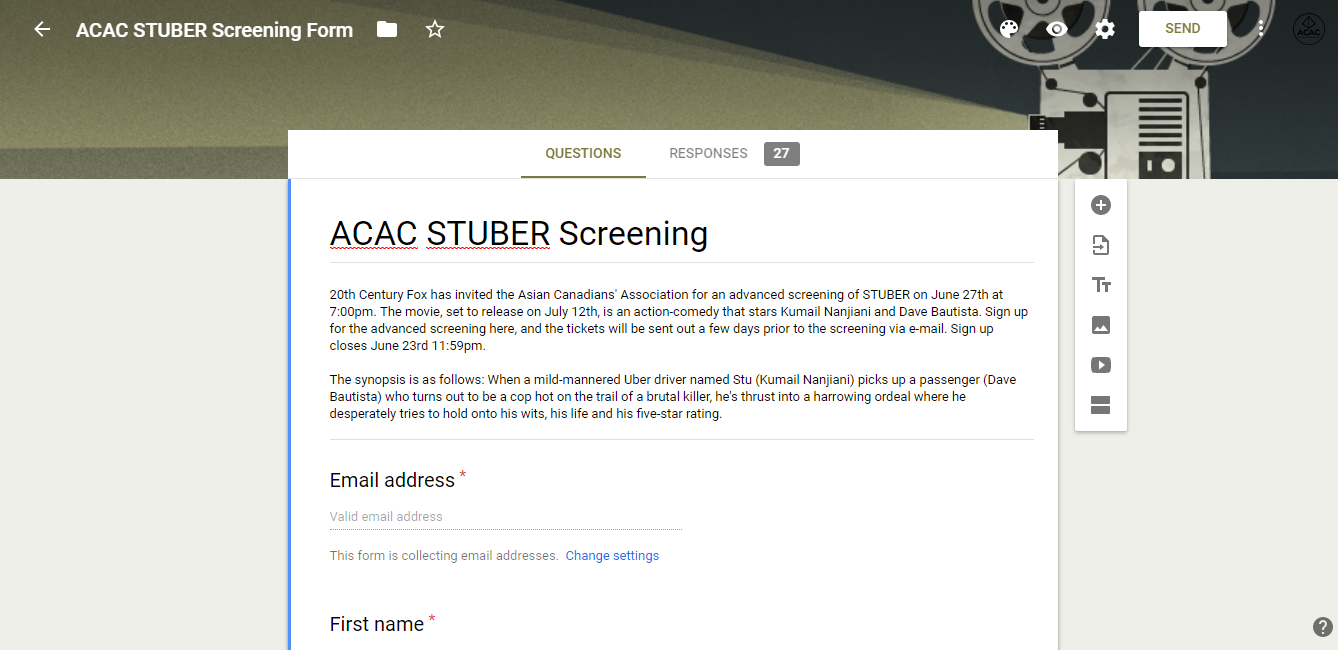 ACAC STUBER Screening Form
SEND
ACAC
QUESTIONS
RESPONSES 27
ACAC STUBER Screening
20th Century Fox has invited the Asian Canadians' Association for an advanced screening of STUBER on June 27th at
7:00pm. The movie, set to release on July 12th, is an action-comedy that stars Kumail Nanjiani and Dave Bautista. Sign up
for the advanced screening here, and the tickets will be sent out a few days prior to the screening via e-mail. Sign up
closes June 23rd 11:59pm.
The synopsis is as follows: When a mild-mannered Uber driver named Stu (Kumail Nanjiani) picks up a passenger (Dave
Bautista) who turns out to be a cop hot on the trail of a brutal killer, he's thrust into a harrowing ordeal where he
desperately tries to hold onto his wits, his life and his five-star rating.
Email address *
Valid email address
This form is collecting email addresses. Change settings
First name *